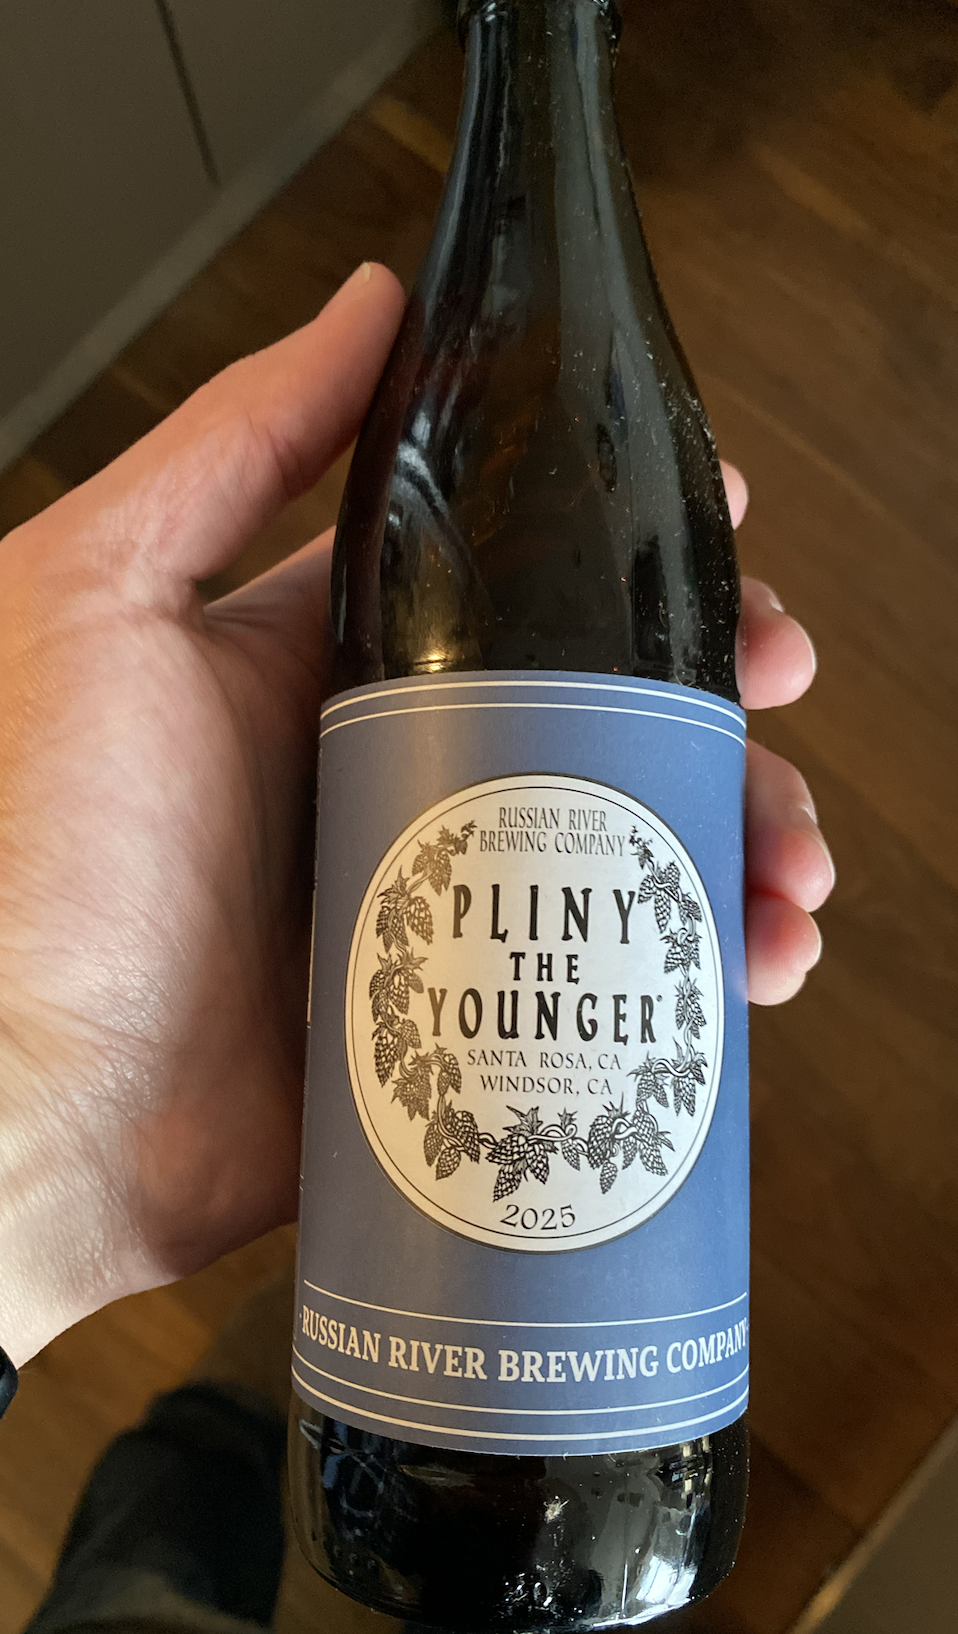 RUSSIAN RIVER
BREWING COMPANY
PLINY
THE
YOUNGER®
SANTA ROSA, CA
WINDSOR, CA
2025
·RUSSIAN RIVER BREWING COMPANY·